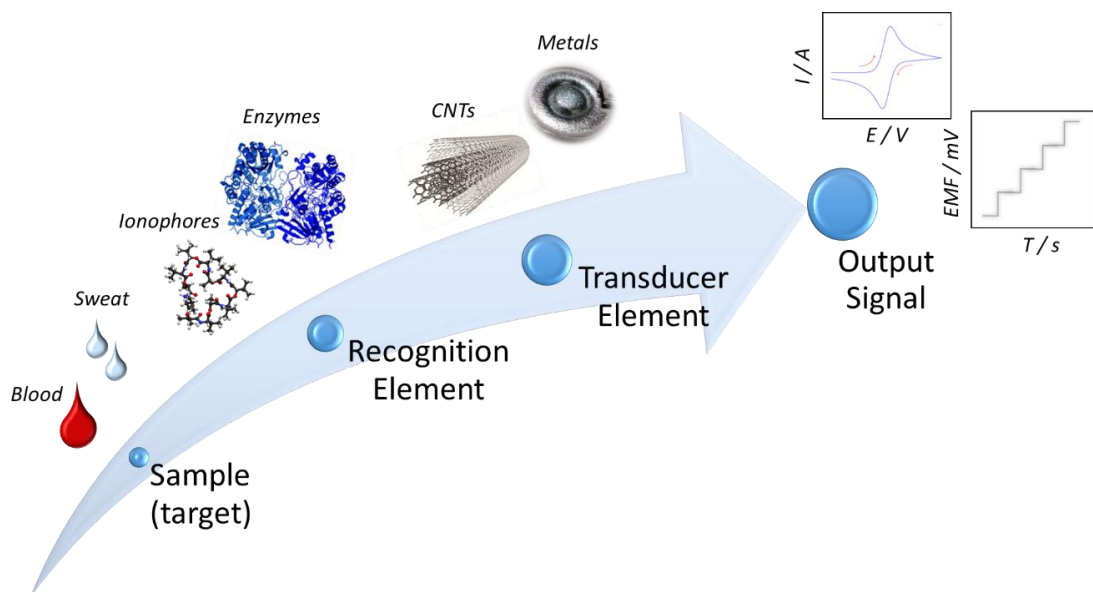 Metals
I / A
E / V
CNTs
Enzymes
EMF / mV
T / s
Ionophores
Output
Signal
Transducer
Element
Sweat
Recognition
Element
Blood
Sample
(target)